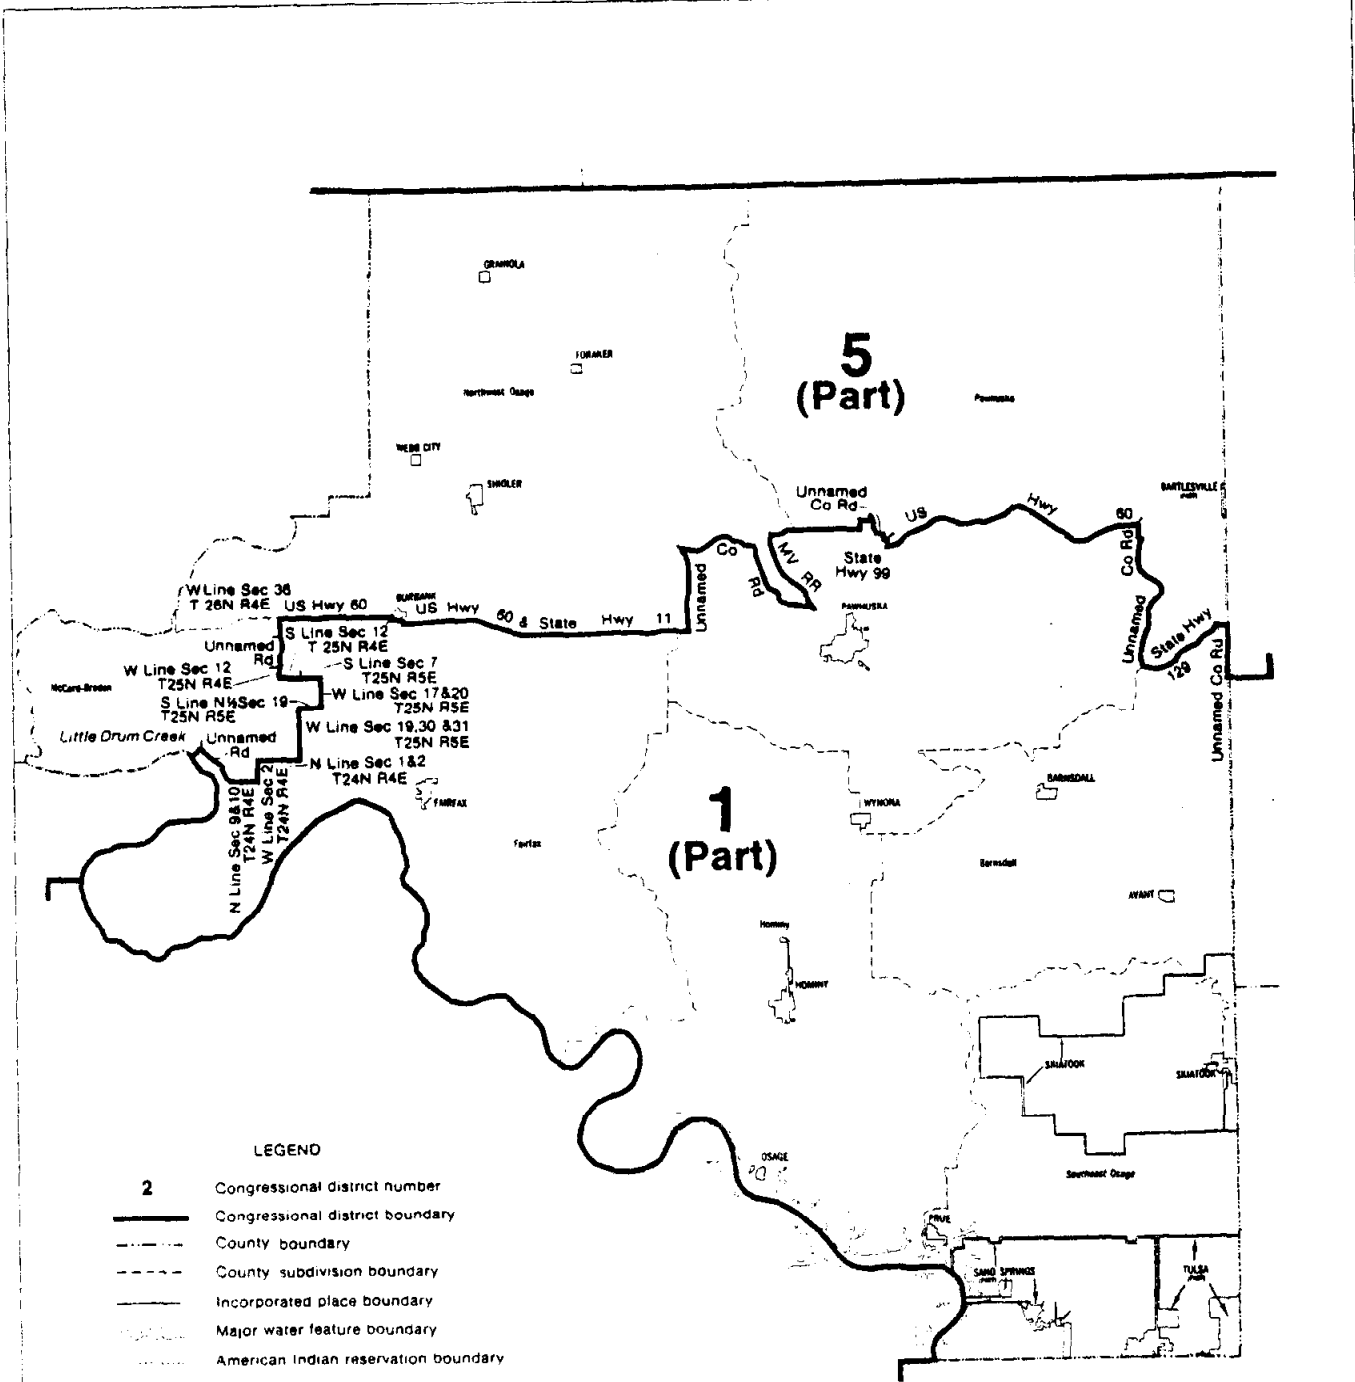 GRAINOLA
FORAKER
Northwest Osage
5
(Part)
Pawhuska
WEBB CITY
SHIDLER
BARTLESVILLE
(PART)
Unnamed
Co Rd
US
Hwy
60
Co Rd
Unnamed
State Hwy
129
Unnamed Co Rd
State
Hwy 99
MV RR
Co
Rd
Unnamed
PAWHUSKA
W Line Sec 36
T 26N R4E
US Hwy 60
BURBANK
US Hwy
60 & State
Hwy
11
S Line Sec 12
T 25N R4E
Unnamed
Rd
S Line Sec 7
T25N R5E
W Line Sec 12
T25N R4E
W Line Sec 17&20
T25N R5E
S Line N½Sec 19
T25N R5E
McCord-Braden
W Line Sec 19,30 &31
T25N R5E
Little Drum Creek
Unnamed
Rd
N Line Sec 1&2
T24N R4E
W Line Sec 2
T24N R4E
N Line Sec 9&10
T24N R4E
FAIRFAX
Fairfax
1
(Part)
WYNONA
BARNSDALL
Barnsdall
AVANT
Hominy
HOMINY
SKIATOOK
SKIATOOK
Southeast Osage
OSAGE
PRUE
SAND SPRINGS
(PART)
TULSA
(PART)
LEGEND
2 Congressional district number
Congressional district boundary
County boundary
County subdivision boundary
Incorporated place boundary
Major water feature boundary
American Indian reservation boundary